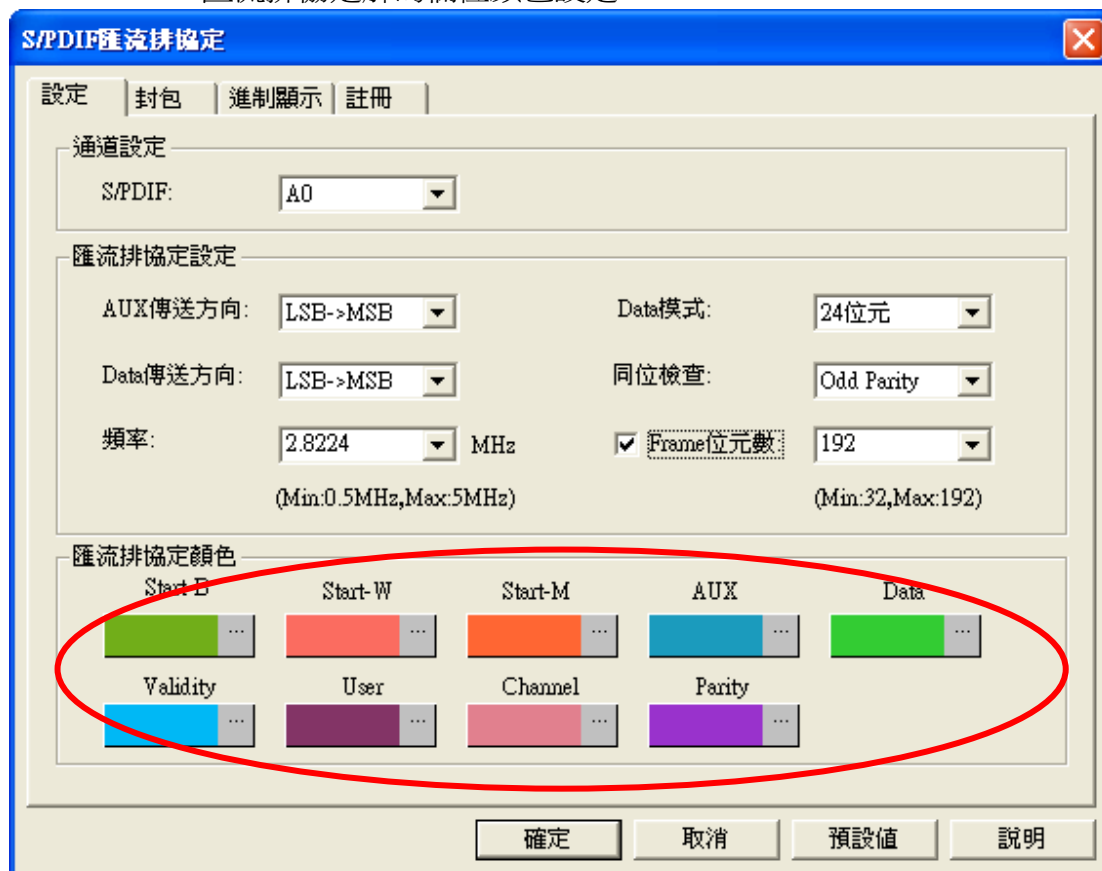 S/PDIF匯流排協定
設定 封包 進制顯示 註冊
通道設定
S/PDIF: A0
匯流排協定設定
AUX傳送方向: LSB->MSB Data模式: 24位元
Data傳送方向: LSB->MSB 同位檢查: Odd Parity
頻率: 2.8224 MHz Frame位元數: 192
(Min:0.5MHz,Max:5MHz) (Min:32,Max:192)
匯流排協定顏色
Start-B Start-W Start-M AUX Data
... ... ... ... ...
Validity User Channel Parity
... ... ... ...
確定 取消 預設值 說明